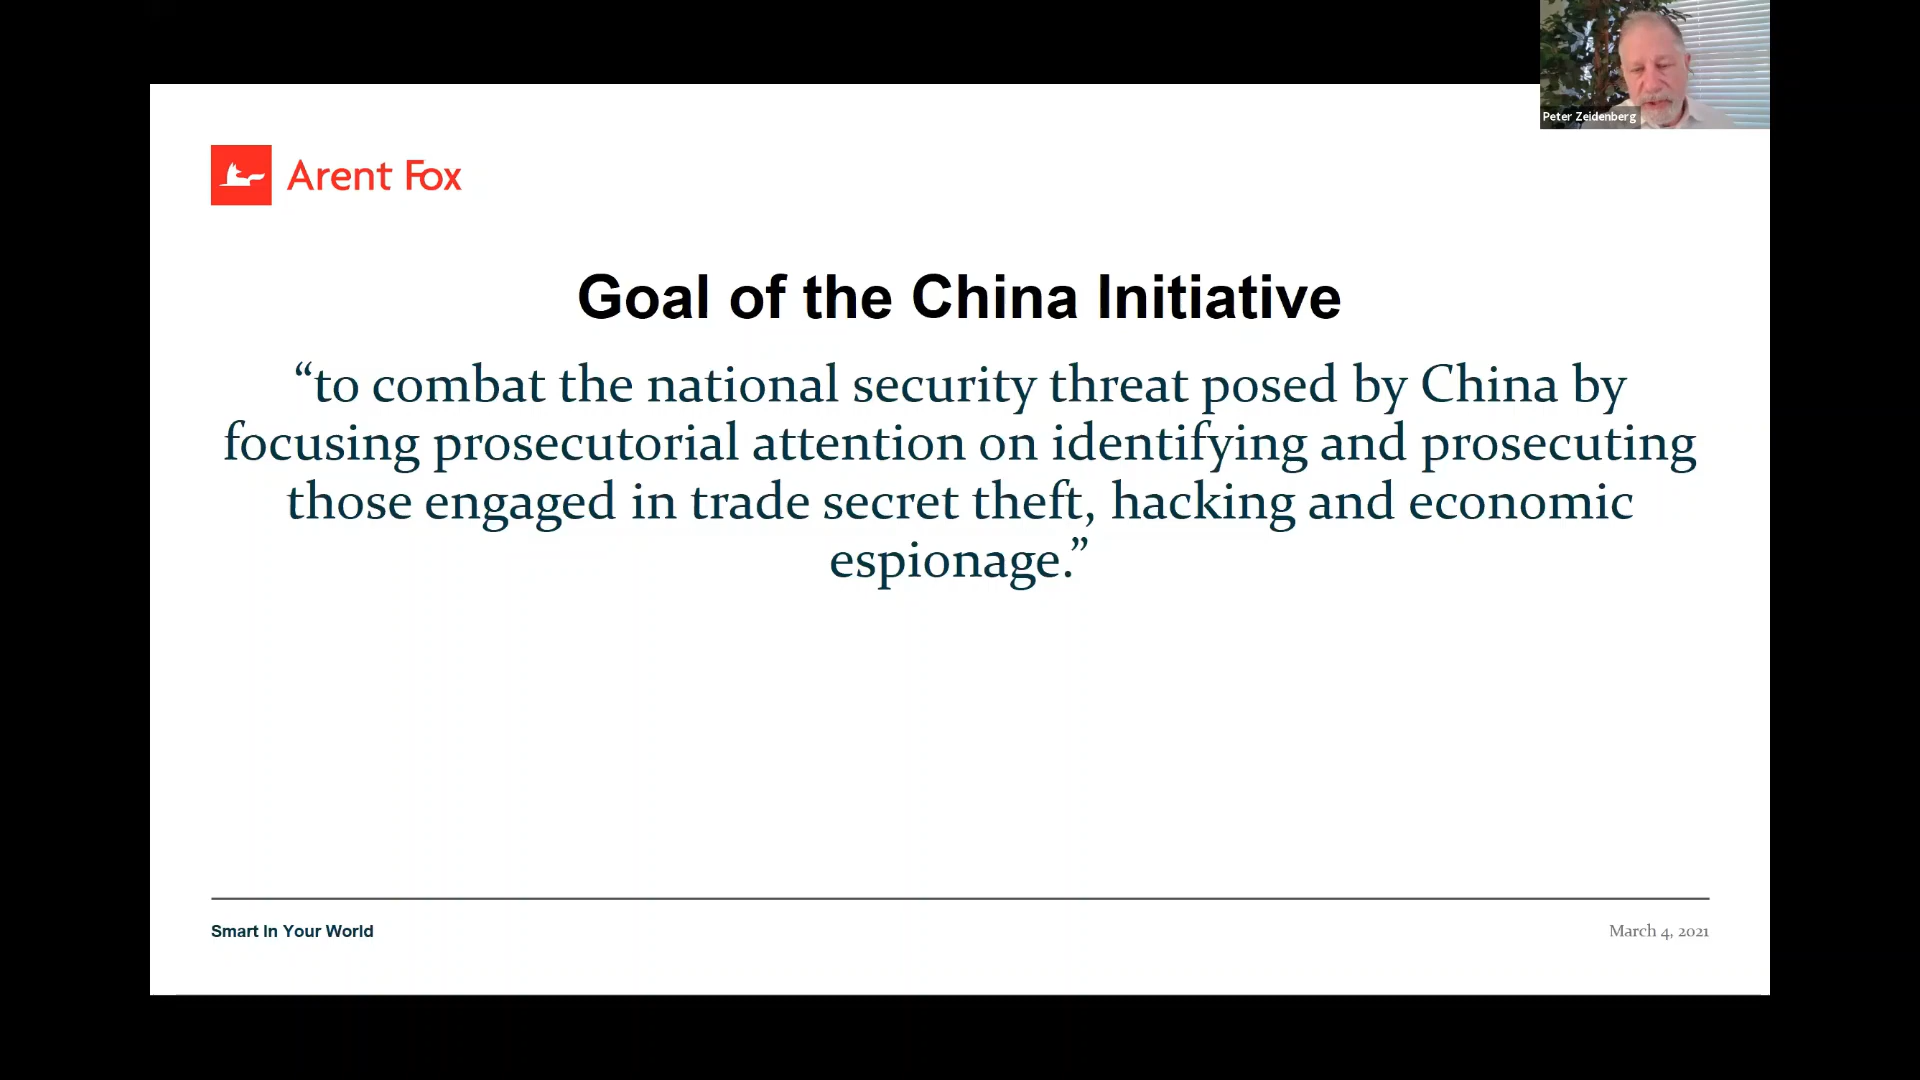 Peter Zeidenberg
Arent Fox
Goal of the China Initiative
“to combat the national security threat posed by China by
focusing prosecutorial attention on identifying and prosecuting
those engaged in trade secret theft, hacking and economic
espionage.”
Smart In Your World
March 4, 2021